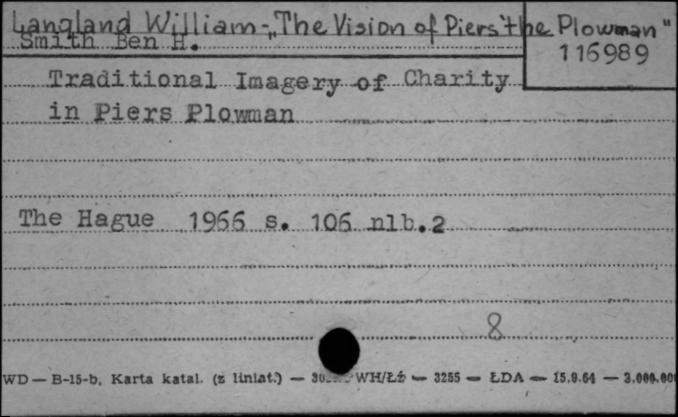 Langland William - „The Vision of Piers the Plowman"
Smith Ben H.
116989
Traditional Imagery of Charity
in Piers Plowman
The Hague 1966 s. 106 nlb.2
8
WD — B-15-b, Karta katal. (z liniat.) — WH/Łż — 3255 — ŁDA — 15.9.64 — 3.000.000